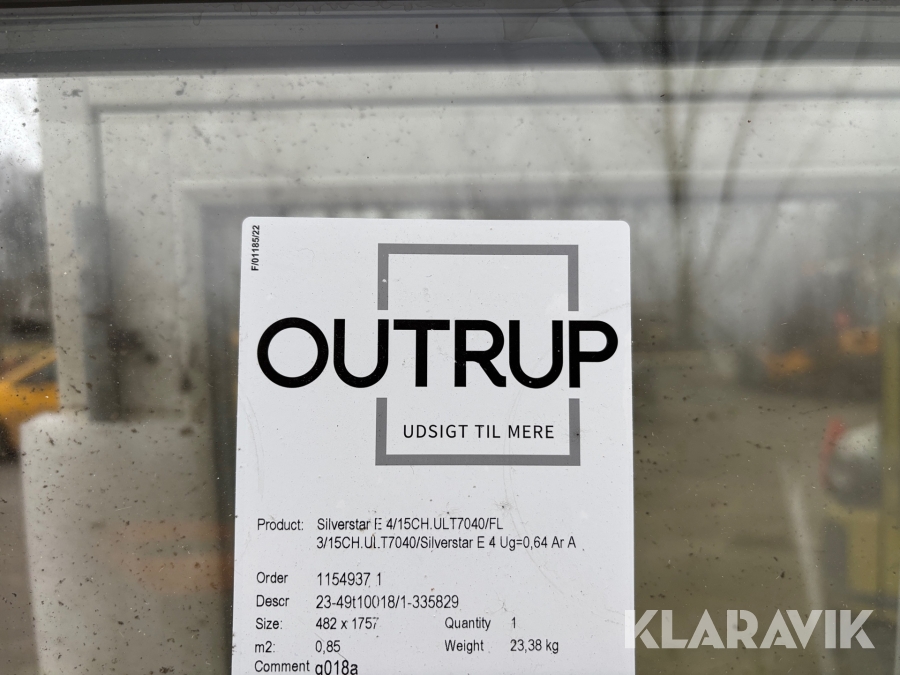 F/01185/22
OUTRUP
UDSIGT TIL MERE
Product: Silverstar E 4/15CH.ULT7040/FL
3/15CH.ULT7040/Silverstar E 4 Ug=0,64 Ar A
Order 1154937 1
Descr 23-49t10018/1-335829
Size: 482 x 1757 Quantity 1
m2: 0,85 Weight 23,38 kg
Comment g018a
KLARAVIK